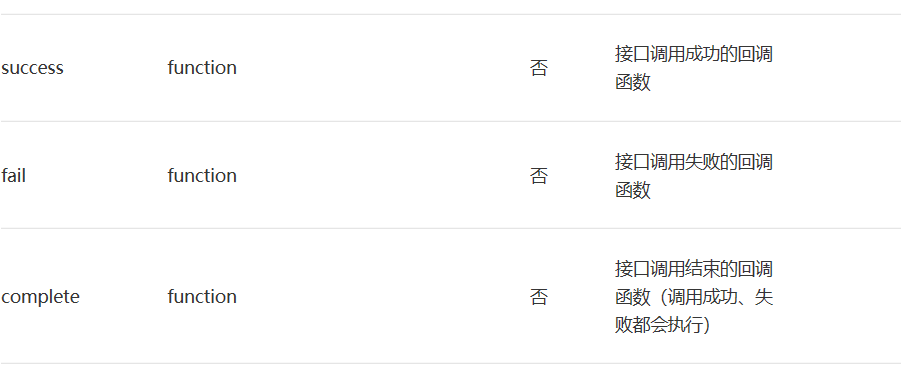 success function 否 接口调用成功的回调
函数
fail function 否 接口调用失败的回调
函数
complete function 否 接口调用结束的回调
函数（调用成功、失
败都会执行）